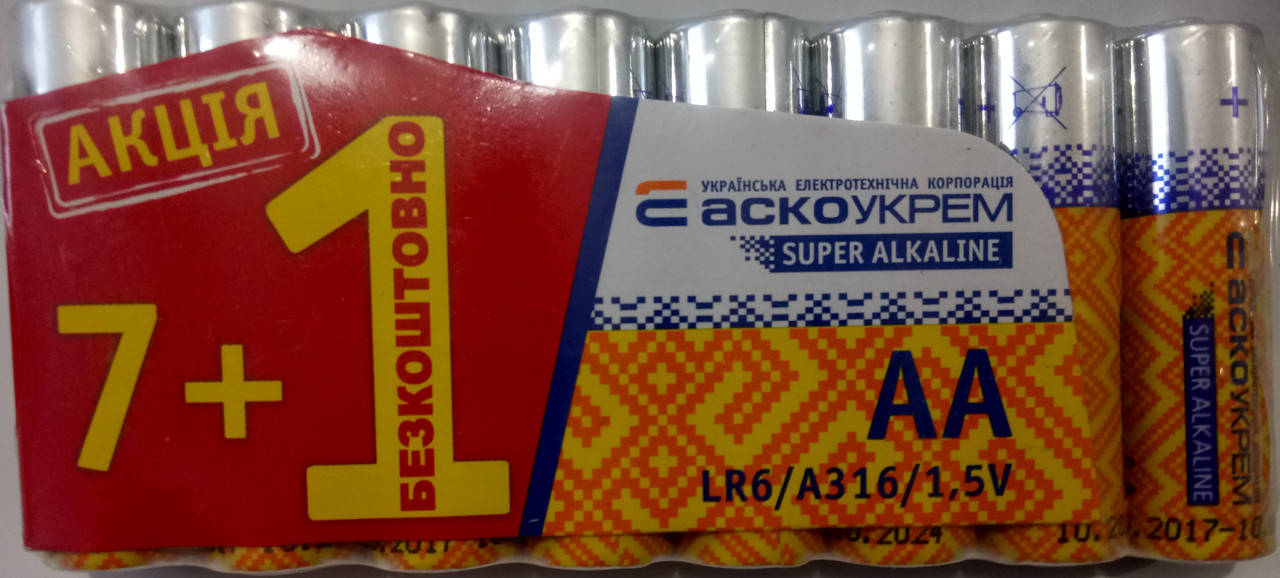 АКЦІЯ
7+1
БЕЗКОШТОВНО
УКРАЇНСЬКА ЕЛЕКТРОТЕХНІЧНА КОРПОРАЦІЯ
аскоУКРЕМ
SUPER ALKALINE
AA
LR6/A316/1,5V
+
аскоУКРЕМ
SUPER ALKALINE
.2017
.2024
.2017-10.